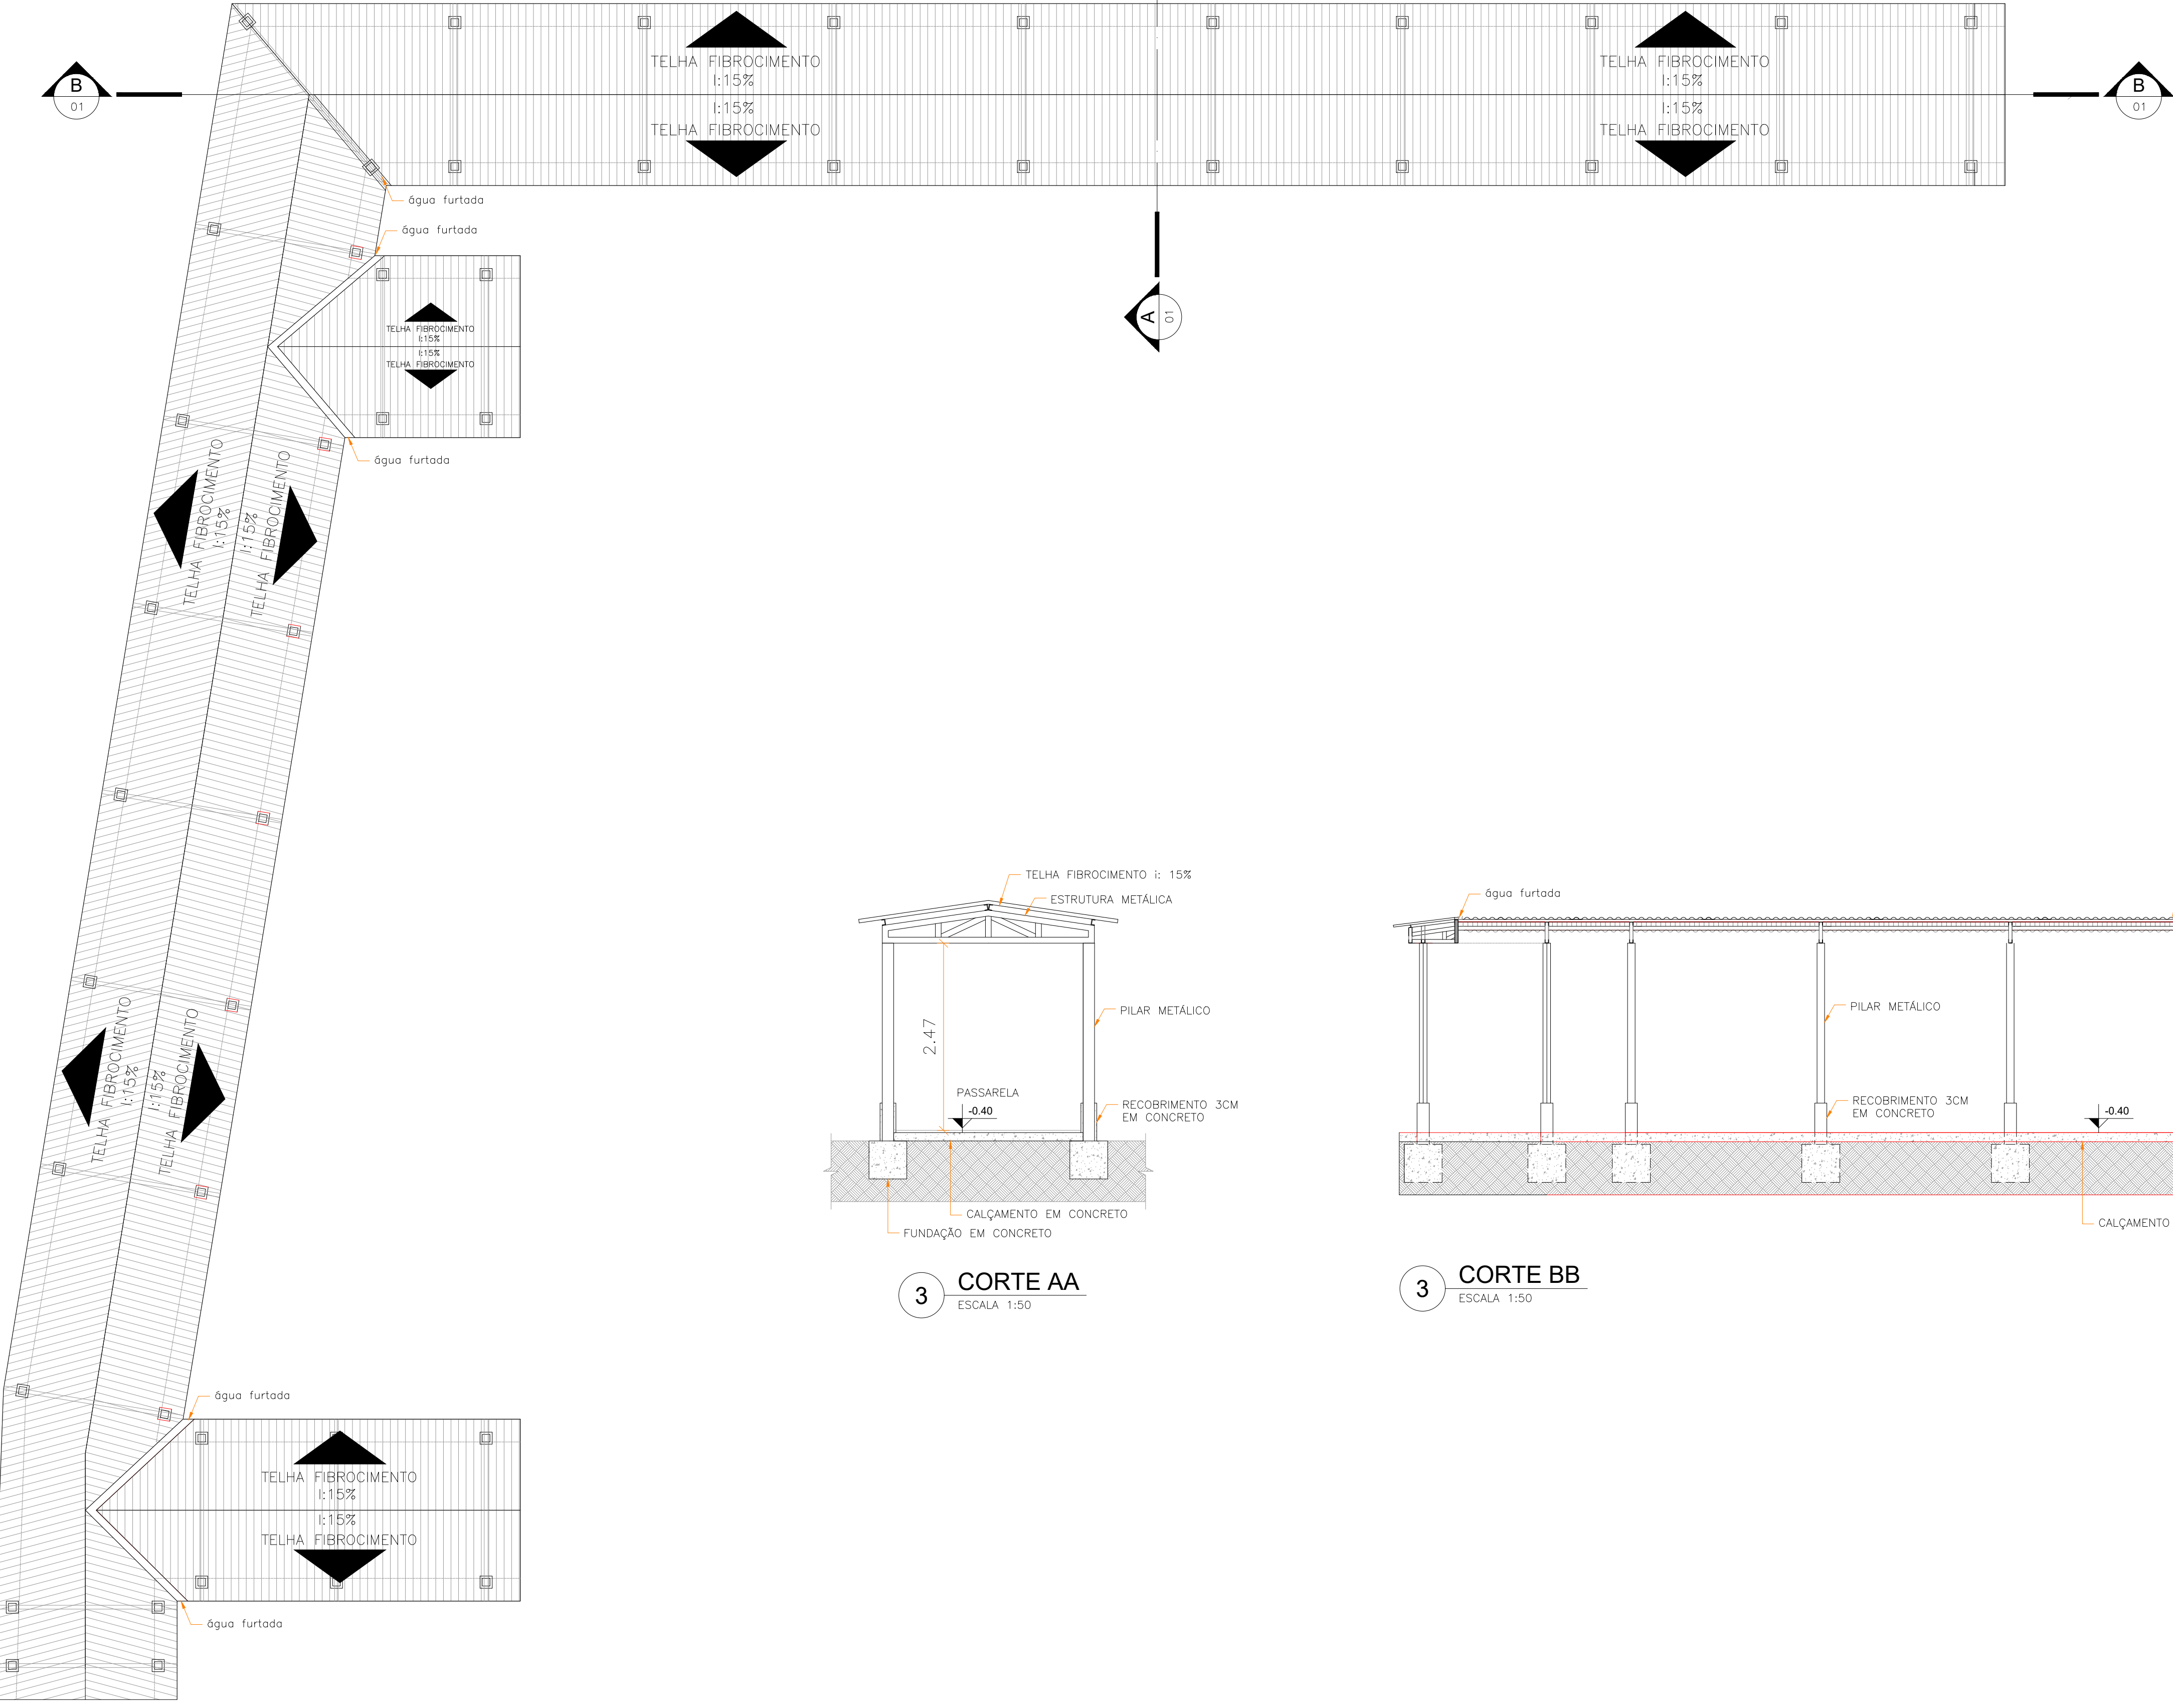 TELHA FIBROCIMENTO
I:15%
I:15%
TELHA FIBROCIMENTO
TELHA FIBROCIMENTO
I:15%
I:15%
TELHA FIBROCIMENTO
B
01
B
01
água furtada
água furtada
A
01
TELHA FIBROCIMENTO
I:15%
I:15%
TELHA FIBROCIMENTO
água furtada
TELHA FIBROCIMENTO
I:15%
I:15%
TELHA FIBROCIMENTO
TELHA FIBROCIMENTO i: 15%
ESTRUTURA METÁLICA
2.47
PILAR METÁLICO
PASSARELA
-0.40
RECOBRIMENTO 3CM
EM CONCRETO
CALÇAMENTO EM CONCRETO
FUNDAÇÃO EM CONCRETO
3
CORTE AA
ESCALA 1:50
água furtada
PILAR METÁLICO
RECOBRIMENTO 3CM
EM CONCRETO
-0.40
CALÇAMENTO
3
CORTE BB
ESCALA 1:50
TELHA FIBROCIMENTO
I:15%
I:15%
TELHA FIBROCIMENTO
água furtada
TELHA FIBROCIMENTO
I:15%
I:15%
TELHA FIBROCIMENTO
água furtada